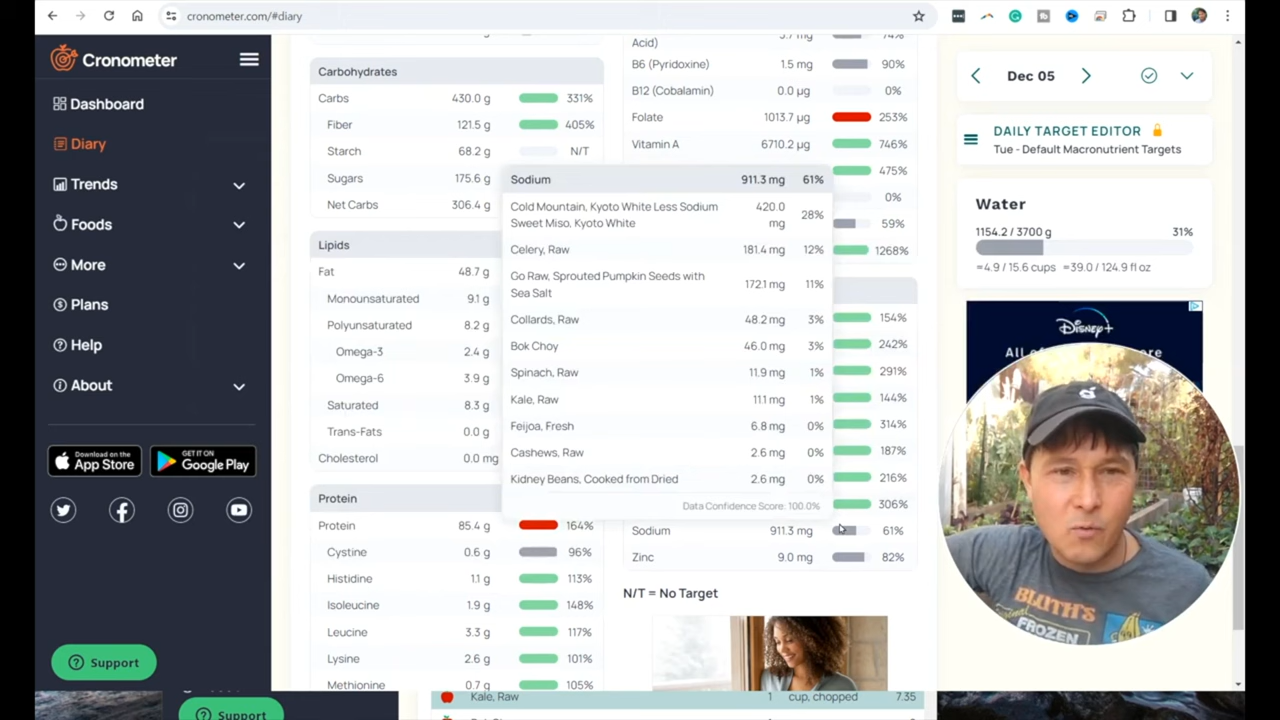 cronometer.com/#diary
Cronometer
Dashboard
Diary
Trends
Foods
More
Plans
Help
About
Download on the
App Store
GET IT ON
Google Play
Support
Support
Carbohydrates
Carbs 430.0 g 331%
Fiber 121.5 g 405%
Starch 68.2 g N/T
Sugars 175.6 g
Net Carbs 306.4 g
Lipids
Fat 48.7 g
Monounsaturated 9.1 g
Polyunsaturated 8.2 g
Omega-3 2.4 g
Omega-6 3.9 g
Saturated 8.3 g
Trans-Fats 0.0 g
Cholesterol 0.0 mg
Protein
Protein 85.4 g 164%
Cystine 0.6 g 96%
Histidine 1.1 g 113%
Isoleucine 1.9 g 148%
Leucine 3.3 g 117%
Lysine 2.6 g 101%
Methionine 0.7 g 105%
Acid) 74%
B6 (Pyridoxine) 1.5 mg 90%
B12 (Cobalamin) 0.0 µg 0%
Folate 1013.7 µg 253%
Vitamin A 6710.2 µg 746%
475%
0%
59%
1268%
Sodium 911.3 mg 61%
Cold Mountain, Kyoto White Less Sodium 420.0
Sweet Miso, Kyoto White mg 28%
Celery, Raw 181.4 mg 12%
Go Raw, Sprouted Pumpkin Seeds with
Sea Salt 172.1 mg 11%
Collards, Raw 48.2 mg 3%
Bok Choy 46.0 mg 3%
Spinach, Raw 11.9 mg 1%
Kale, Raw 11.1 mg 1%
Feijoa, Fresh 6.8 mg 0%
Cashews, Raw 2.6 mg 0%
Kidney Beans, Cooked from Dried 2.6 mg 0%
Data Confidence Score: 100.0%
154%
242%
291%
144%
314%
187%
216%
306%
Sodium 911.3 mg 61%
Zinc 9.0 mg 82%
N/T = No Target
Kale, Raw 1 cup, chopped 7.35
Dec 05
DAILY TARGET EDITOR
Tue - Default Macronutrient Targets
Water
1154.2 / 3700 g 31%
=4.9 / 15.6 cups =39.0 / 124.9 fl oz
Disney+
BLUTH'S
FROZEN